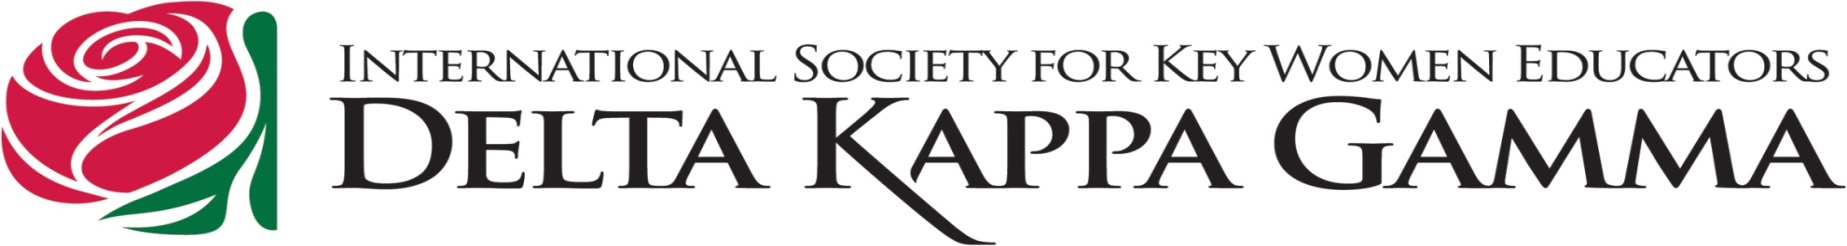 International Society for Key Women Educators
Delta Kappa Gamma